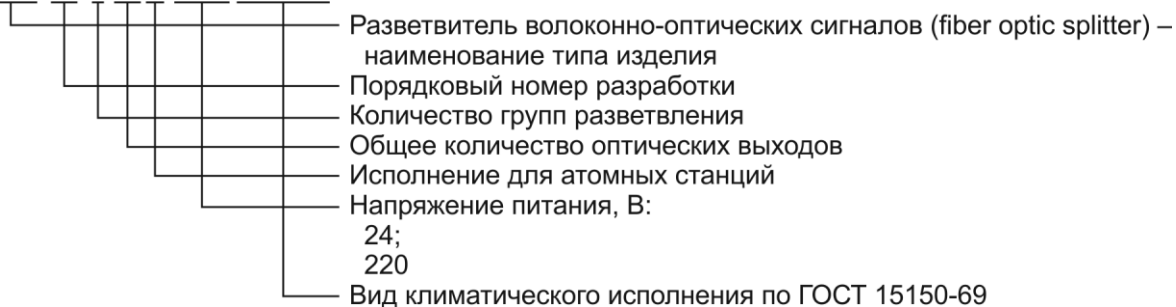 Разветвитель волоконно-оптических сигналов (fiber optic splitter) –
наименование типа изделия
Порядковый номер разработки
Количество групп разветвления
Общее количество оптических выходов
Исполнение для атомных станций
Напряжение питания, В:
24;
220
Вид климатического исполнения по ГОСТ 15150-69